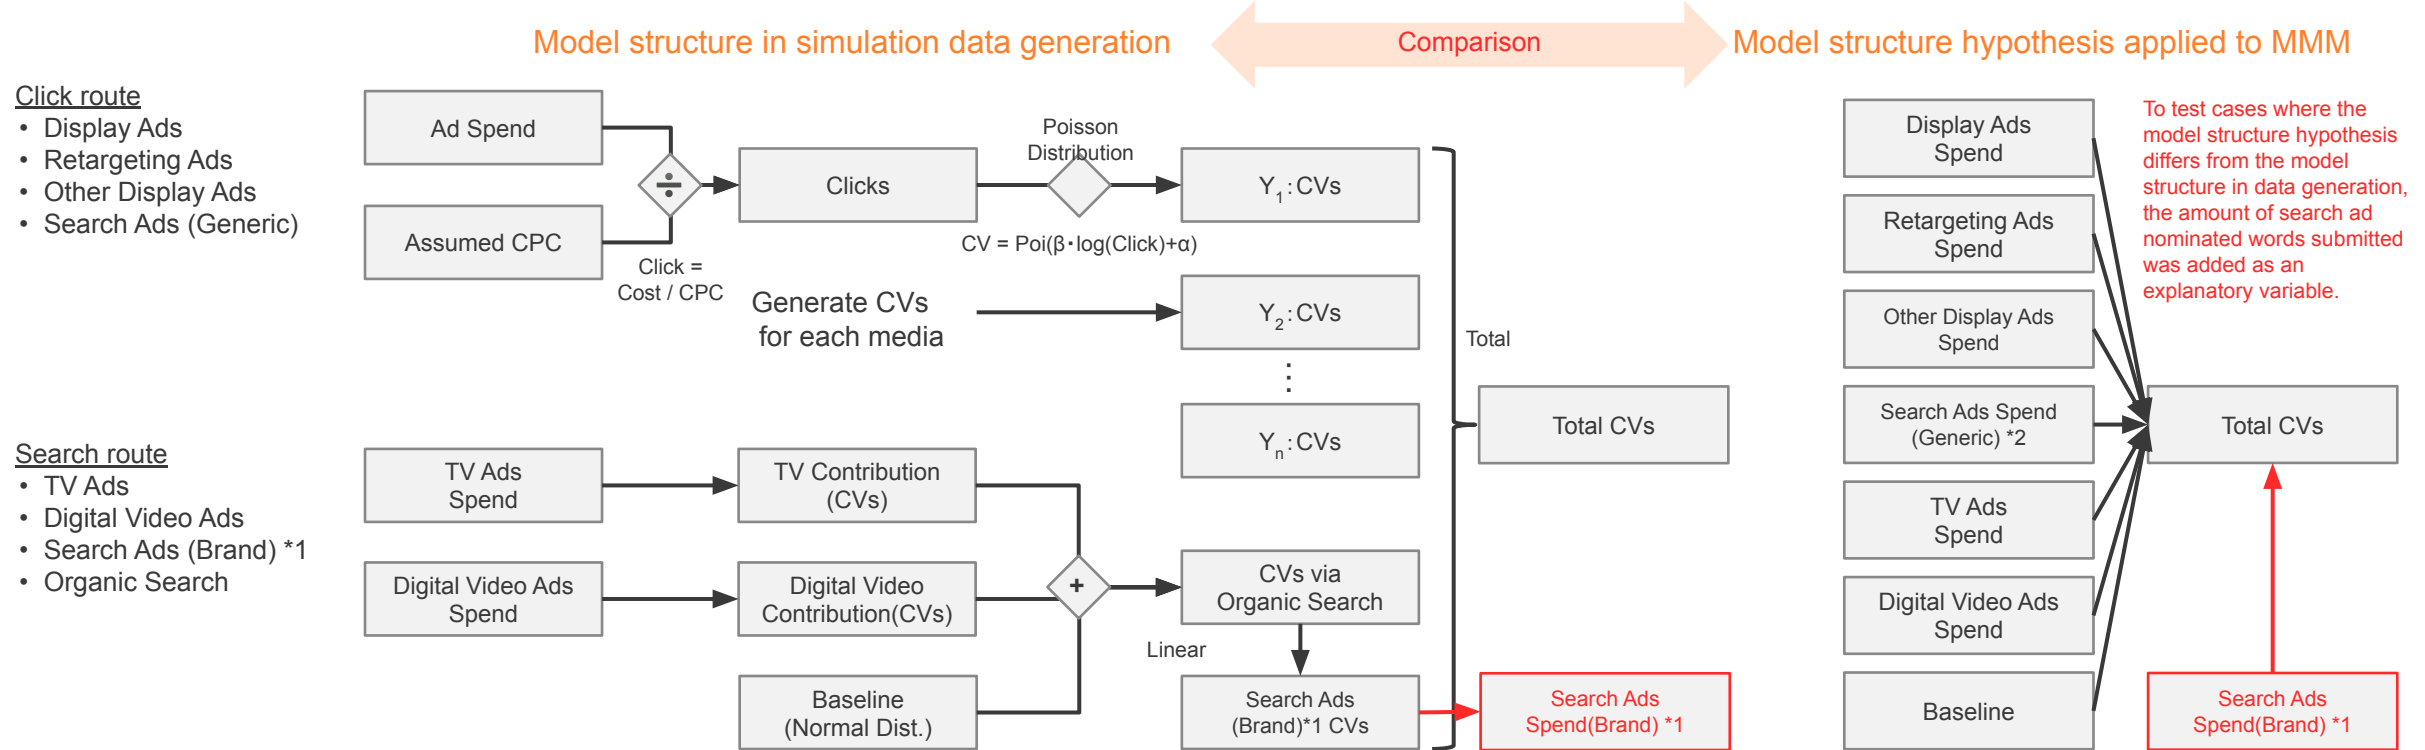 Model structure in simulation data generation
Comparison
Model structure hypothesis applied to MMM
Click route
• Display Ads
• Retargeting Ads
• Other Display Ads
• Search Ads (Generic)
Ad Spend
Assumed CPC
÷
Click =
Cost / CPC
Clicks
Poisson
Distribution
CV = Poi(β・log(Click)+α)
Y1:CVs
Generate CVs
for each media
Y2:CVs
⋮
Yn:CVs
Total
Total CVs
Search route
• TV Ads
• Digital Video Ads
• Search Ads (Brand) *1
• Organic Search
TV Ads
Spend
TV Contribution
(CVs)
Digital Video Ads
Spend
Digital Video
Contribution(CVs)
Baseline
(Normal Dist.)
+
CVs via
Organic Search
Linear
Search Ads
(Brand)*1 CVs
Search Ads
Spend(Brand) *1
Display Ads
Spend
Retargeting Ads
Spend
Other Display Ads
Spend
Search Ads Spend
(Generic) *2
TV Ads
Spend
Digital Video Ads
Spend
Baseline
To test cases where the
model structure hypothesis
differs from the model
structure in data generation,
the amount of search ad
nominated words submitted
was added as an
explanatory variable.
Total CVs
Search Ads
Spend(Brand) *1